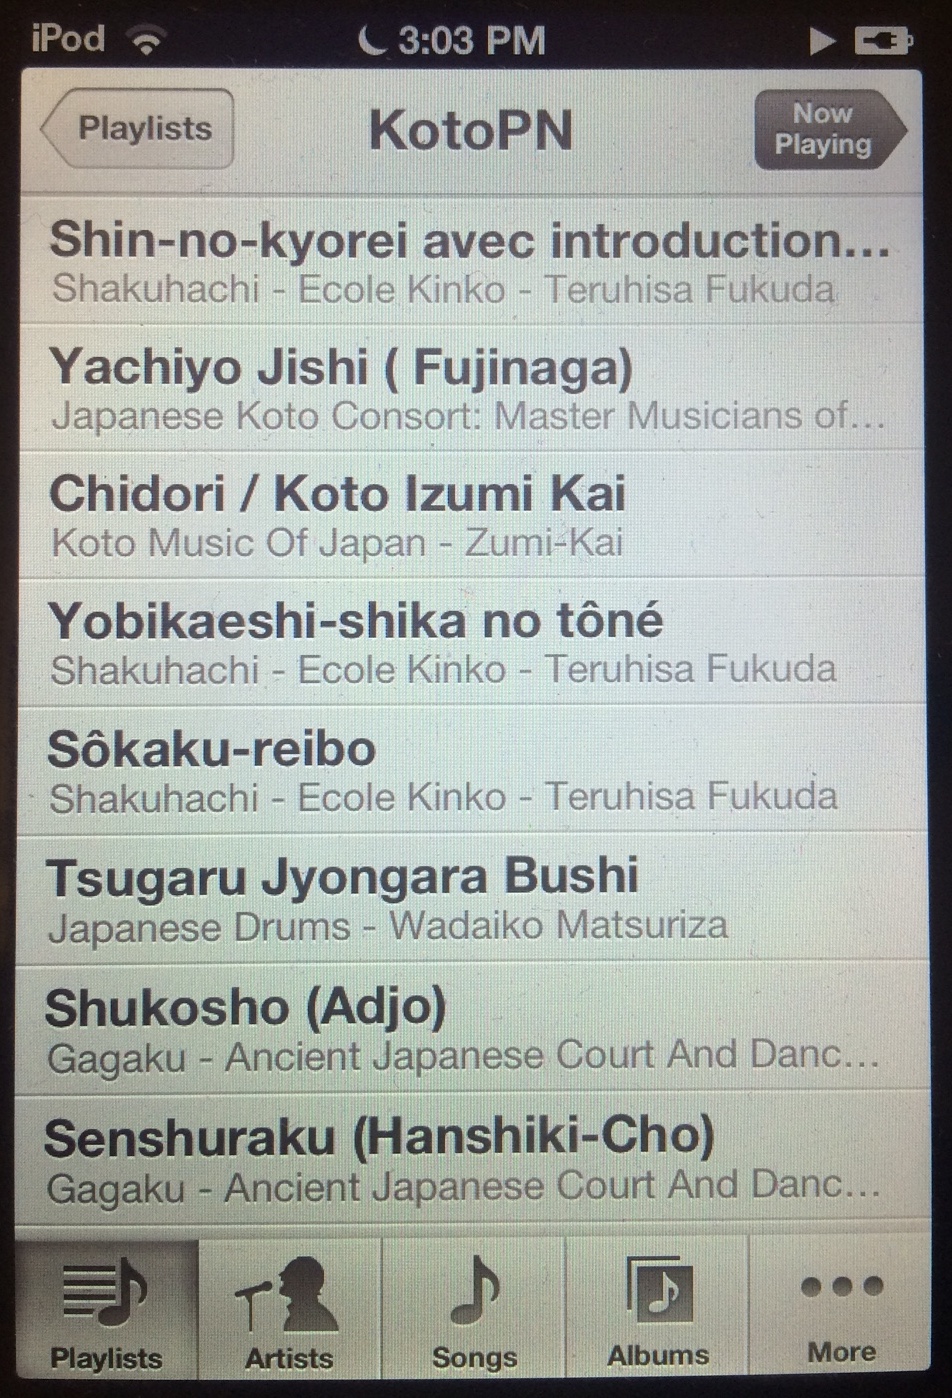 iPod 3:03 PM
Playlists KotoPN Now Playing
Shin-no-kyorei avec introduction...
Shakuhachi - Ecole Kinko - Teruhisa Fukuda
Yachiyo Jishi ( Fujinaga)
Japanese Koto Consort: Master Musicians of...
Chidori / Koto Izumi Kai
Koto Music Of Japan - Zumi-Kai
Yobikaeshi-shika no tôné
Shakuhachi - Ecole Kinko - Teruhisa Fukuda
Sôkaku-reibo
Shakuhachi - Ecole Kinko - Teruhisa Fukuda
Tsugaru Jyongara Bushi
Japanese Drums - Wadaiko Matsuriza
Shukosho (Adjo)
Gagaku - Ancient Japanese Court And Danc...
Senshuraku (Hanshiki-Cho)
Gagaku - Ancient Japanese Court And Danc...
Playlists Artists Songs Albums More